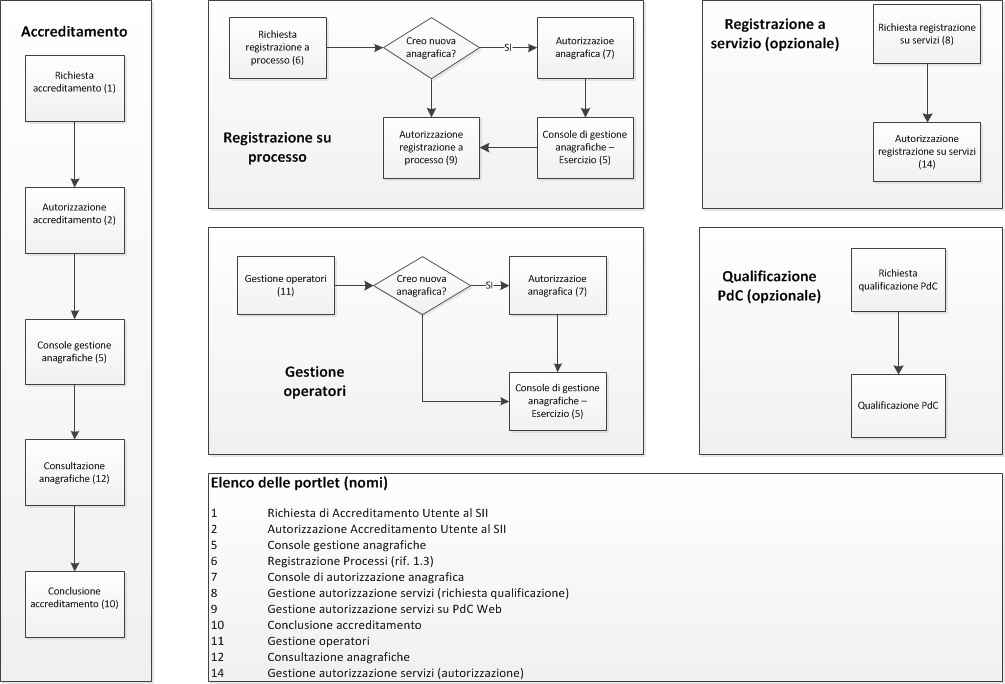 Accreditamento
Richiesta
accreditamento (1)
Autorizzazione
accreditamento (2)
Console gestione
anagrafiche (5)
Consultazione
anagrafiche (12)
Conclusione
accreditamento (10)
Richiesta
registrazione a
processo (6)
Creo nuova
anagrafica?
SI
Autorizzazioe
anagrafica (7)
Registrazione su
processo
Autorizzazione
registrazione a
processo (9)
Console di gestione
anagrafiche –
Esercizio (5)
Registrazione a
servizio (opzionale)
Richiesta registrazione
su servizi (8)
Autorizzazione
registrazione su servizi
(14)
Gestione operatori
(11)
Creo nuova
anagrafica?
SI
Autorizzazioe
anagrafica (7)
Gestione
operatori
Console di gestione
anagrafiche –
Esercizio (5)
Qualificazione
PdC (opzionale)
Richiesta
qualificazione PdC
Qualificazione PdC
Elenco delle portlet (nomi)
1 Richiesta di Accreditamento Utente al SII
2 Autorizzazione Accreditamento Utente al SII
5 Console gestione anagrafiche
6 Registrazione Processi (rif. 1.3)
7 Console di autorizzazione anagrafica
8 Gestione autorizzazione servizi (richiesta qualificazione)
9 Gestione autorizzazione servizi su PdC Web
10 Conclusione accreditamento
11 Gestione operatori
12 Consultazione anagrafiche
14 Gestione autorizzazione servizi (autorizzazione)